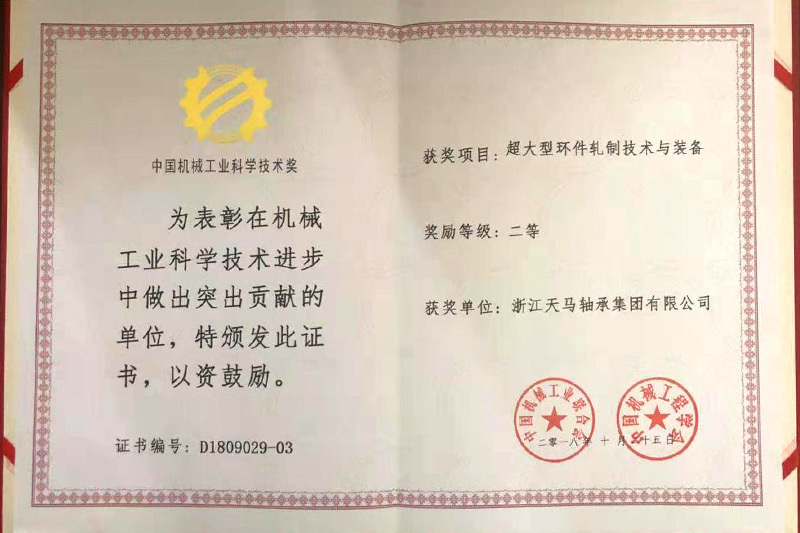 中国机械工业科学技术奖
为表彰在机械
工业科学技术进步
中做出突出贡献的
单位，特颁发此证
书，以资鼓励。
证书编号：D1809029-03
获奖项目：超大型环件轧制技术与装备
奖励等级：二等
获奖单位：浙江天马轴承集团有限公司
中国机械工业联合会
中国机械工程学会
二零一八年 十月二十五日